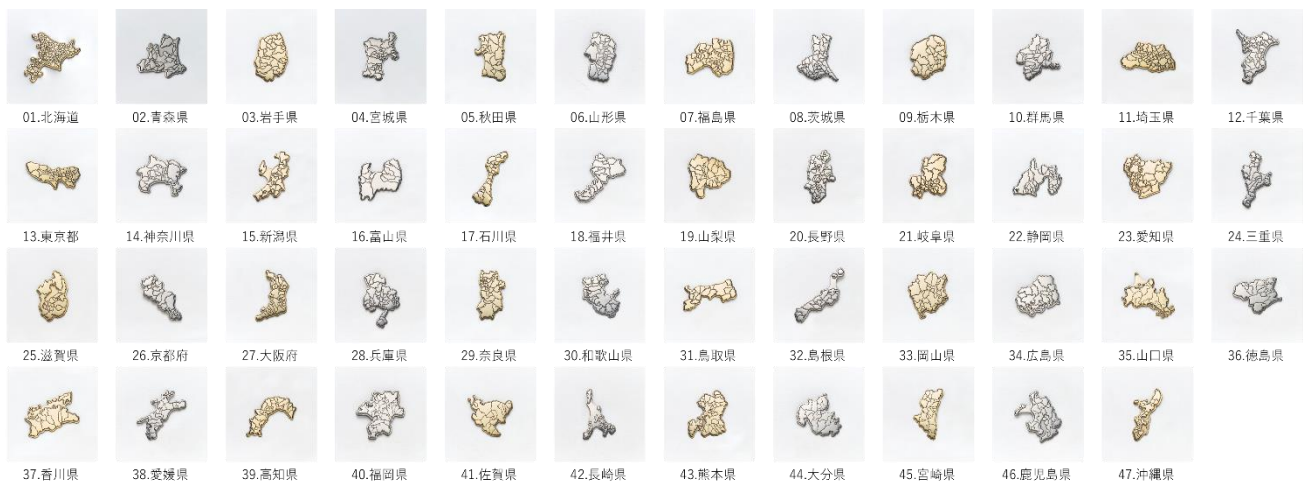 01.北海道 02.青森県 03.岩手県 04.宮城県 05.秋田県 06.山形県 07.福島県 08.茨城県 09.栃木県 10.群馬県 11.埼玉県 12.千葉県
13.東京都 14.神奈川県 15.新潟県 16.富山県 17.石川県 18.福井県 19.山梨県 20.長野県 21.岐阜県 22.静岡県 23.愛知県 24.三重県
25.滋賀県 26.京都府 27.大阪府 28.兵庫県 29.奈良県 30.和歌山県 31.鳥取県 32.島根県 33.岡山県 34.広島県 35.山口県 36.徳島県
37.香川県 38.愛媛県 39.高知県 40.福岡県 41.佐賀県 42.長崎県 43.熊本県 44.大分県 45.宮崎県 46.鹿児島県 47.沖縄県